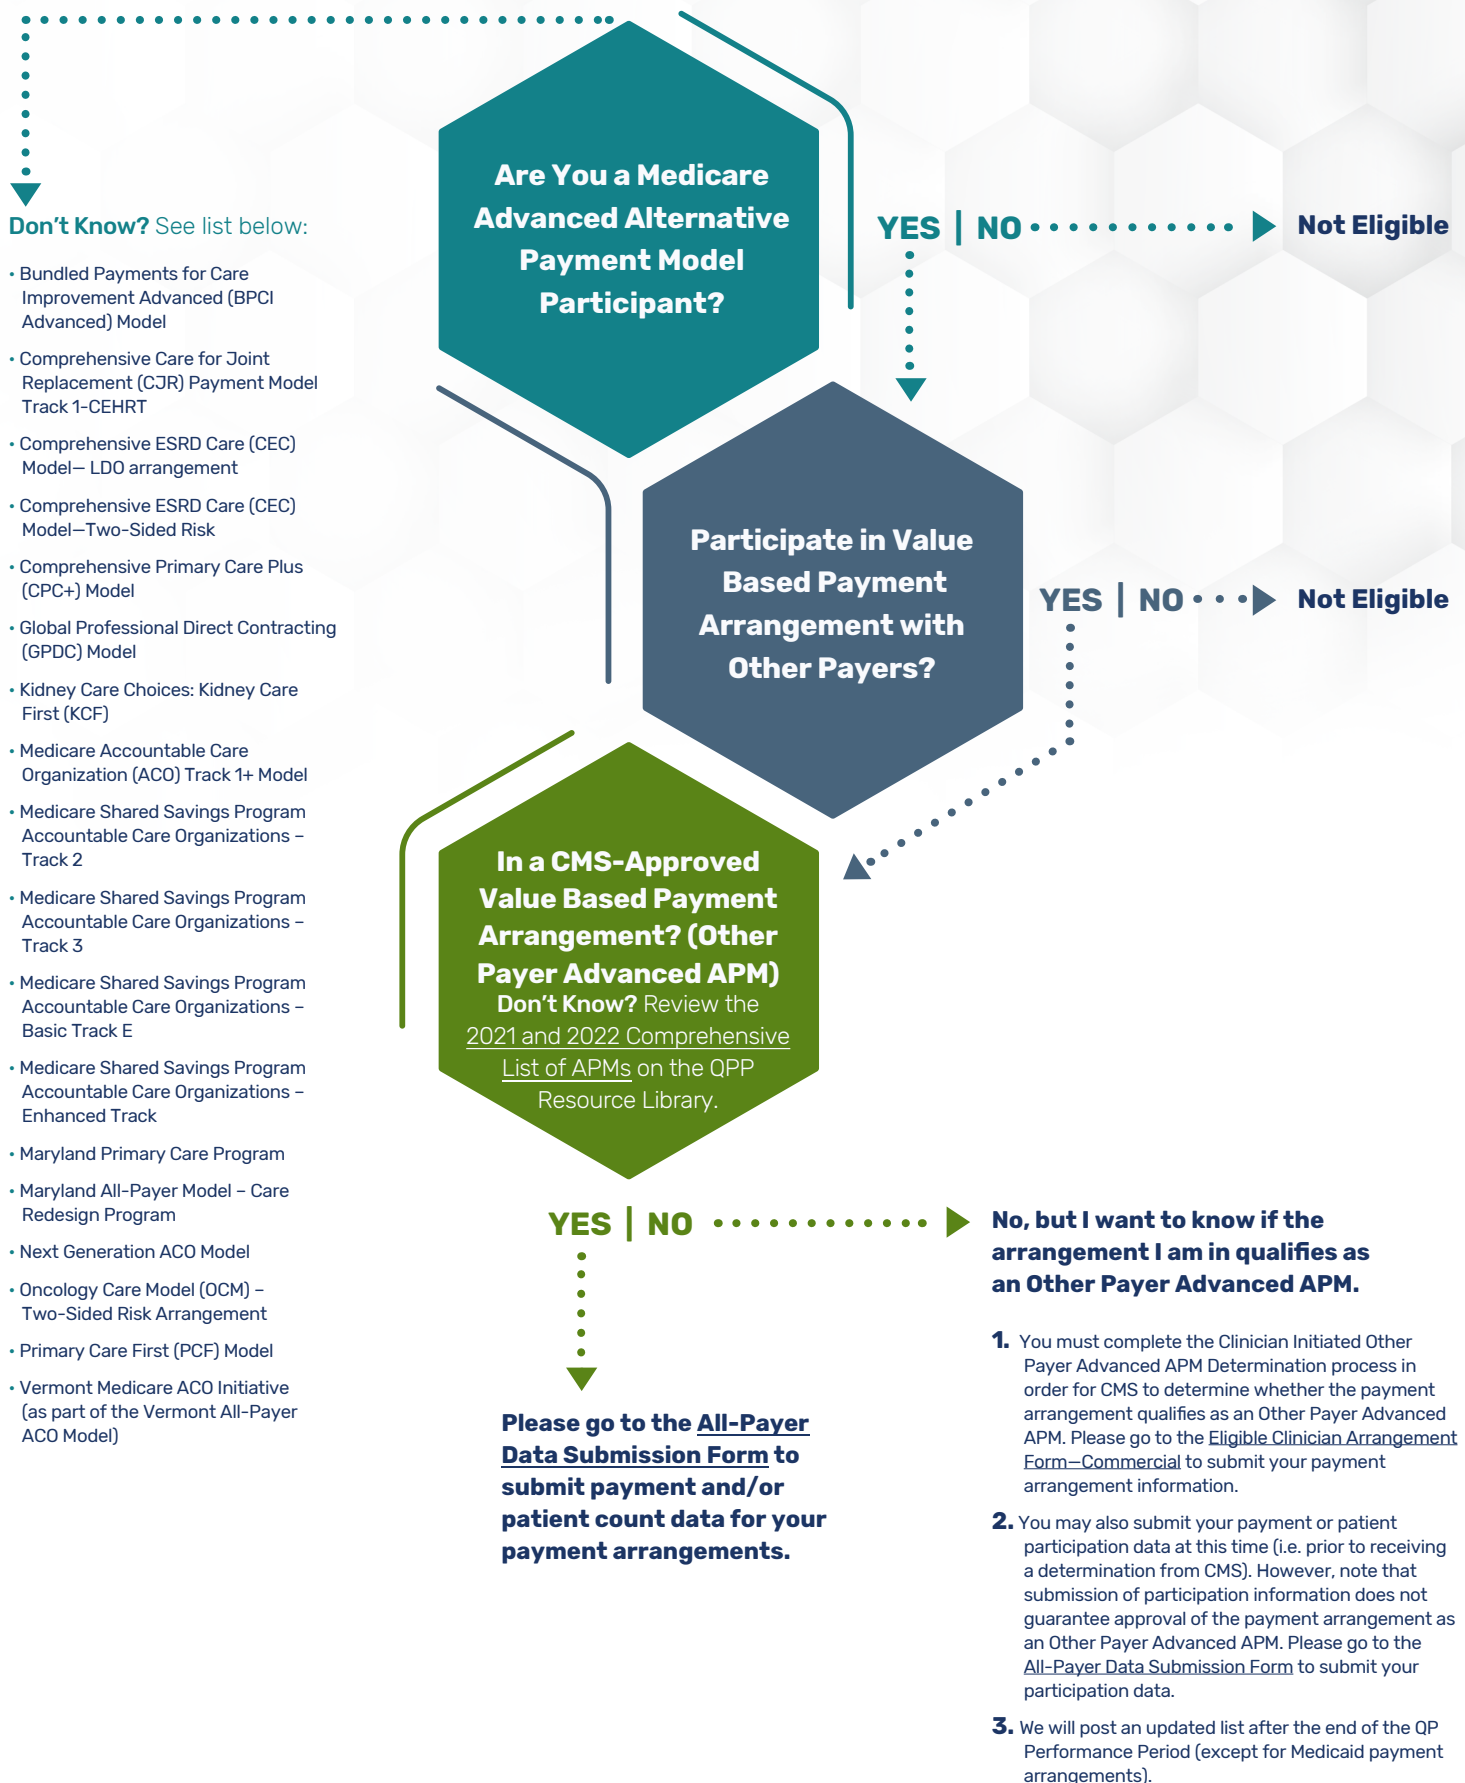 Are You a Medicare
Advanced Alternative
Payment Model
Participant?
YES | NO
Not Eligible
Don't Know? See list below:
• Bundled Payments for Care
Improvement Advanced (BPCI
Advanced) Model
• Comprehensive Care for Joint
Replacement (CJR) Payment Model
Track 1-CEHRT
• Comprehensive ESRD Care (CEC)
Model— LDO arrangement
• Comprehensive ESRD Care (CEC)
Model—Two-Sided Risk
• Comprehensive Primary Care Plus
(CPC+) Model
• Global Professional Direct Contracting
(GPDC) Model
• Kidney Care Choices: Kidney Care
First (KCF)
• Medicare Accountable Care
Organization (ACO) Track 1+ Model
• Medicare Shared Savings Program
Accountable Care Organizations –
Track 2
• Medicare Shared Savings Program
Accountable Care Organizations –
Track 3
• Medicare Shared Savings Program
Accountable Care Organizations –
Basic Track E
• Medicare Shared Savings Program
Accountable Care Organizations –
Enhanced Track
• Maryland Primary Care Program
• Maryland All-Payer Model – Care
Redesign Program
• Next Generation ACO Model
• Oncology Care Model (OCM) –
Two-Sided Risk Arrangement
• Primary Care First (PCF) Model
• Vermont Medicare ACO Initiative
(as part of the Vermont All-Payer
ACO Model)
Participate in Value
Based Payment
Arrangement with
Other Payers?
YES | NO
Not Eligible
In a CMS-Approved
Value Based Payment
Arrangement? (Other
Payer Advanced APM)
Don't Know? Review the
2021 and 2022 Comprehensive
List of APMs on the QPP
Resource Library.
YES | NO
Please go to the All-Payer
Data Submission Form to
submit payment and/or
patient count data for your
payment arrangements.
No, but I want to know if the
arrangement I am in qualifies as
an Other Payer Advanced APM.
1. You must complete the Clinician Initiated Other
Payer Advanced APM Determination process in
order for CMS to determine whether the payment
arrangement qualifies as an Other Payer Advanced
APM. Please go to the Eligible Clinician Arrangement
Form—Commercial to submit your payment
arrangement information.
2. You may also submit your payment or patient
participation data at this time (i.e. prior to receiving
a determination from CMS). However, note that
submission of participation information does not
guarantee approval of the payment arrangement as
an Other Payer Advanced APM. Please go to the
All-Payer Data Submission Form to submit your
participation data.
3. We will post an updated list after the end of the QP
Performance Period (except for Medicaid payment
arrangements).